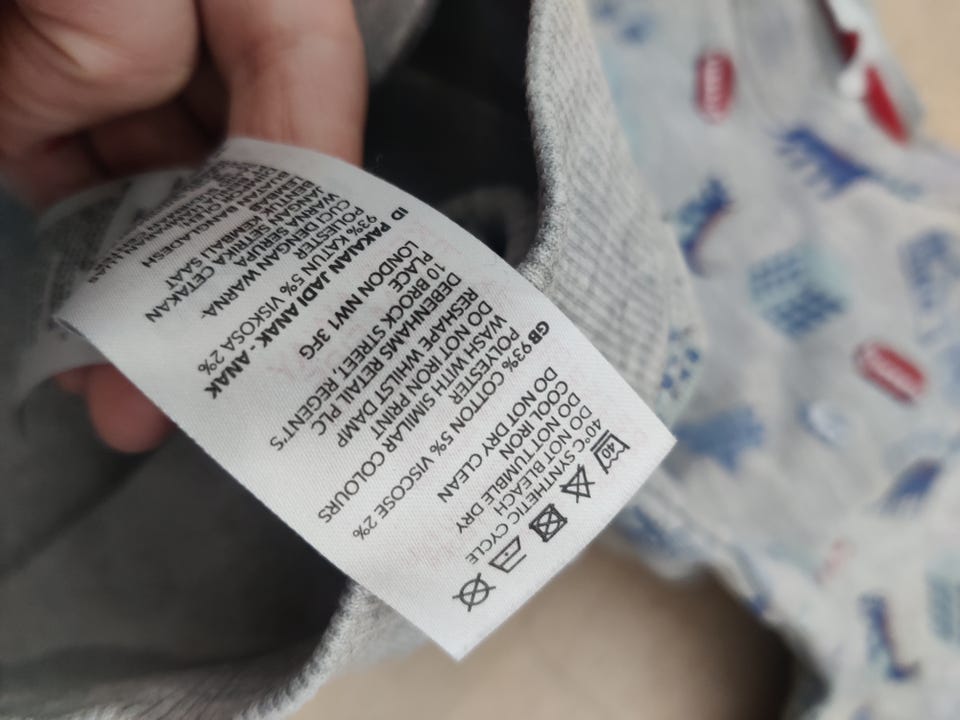 40
40°C SYNTHETIC CYCLE
DO NOT BLEACH
DO NOT TUMBLE DRY
COOL IRON
DO NOT DRY CLEAN
GB 93% COTTON 5% VISCOSE 2%
POLYESTER
WASH WITH SIMILAR COLOURS
DO NOT IRON PRINT
RESHAPE WHILST DAMP
DEBENHAMS RETAIL PLC
10 BROCK STREET, REGENT'S
PLACE
LONDON NW1 3FG
ID PAKAIAN JADI ANAK - ANAK
93% KATUN 5% VISKOSA 2%
POLIESTER
CUCI DENGAN WARNA-
WARNA SERUPA
JANGAN SETRIKA CETAKAN
BENTUK KEMBALI SAAT
BUATAN BANGLADESH